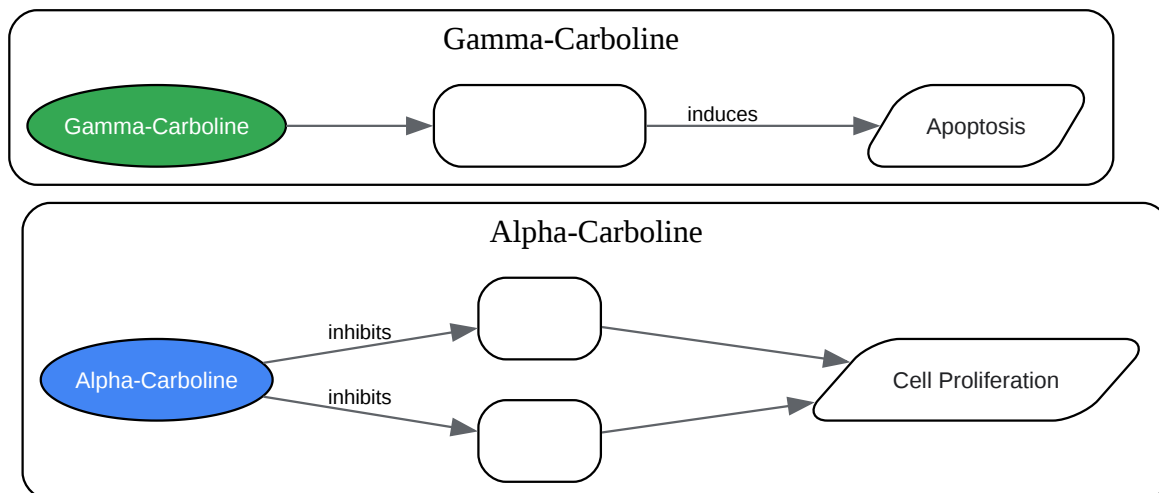 Gamma-Carboline
Gamma-Carboline
induces
Apoptosis
Alpha-Carboline
inhibits
Alpha-Carboline
inhibits
Cell Proliferation